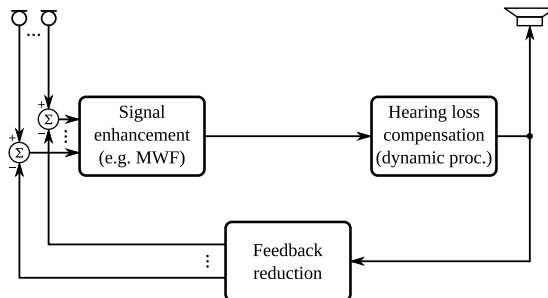 ...
+
Σ
−
+
Σ
−
Signal
enhancement
(e.g. MWF)
Hearing loss
compensation
(dynamic proc.)
Feedback
reduction